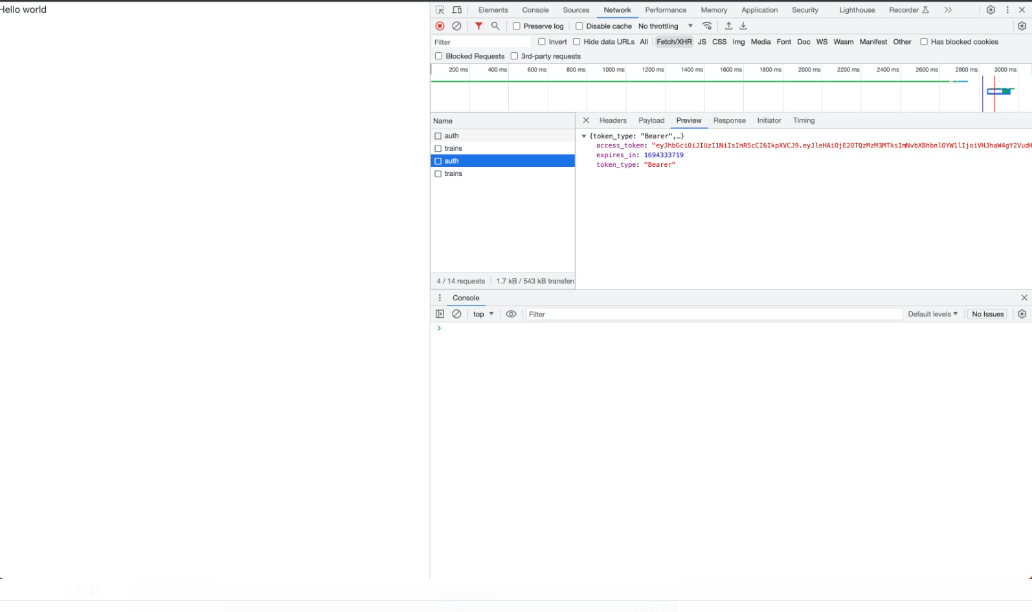 Hello world
Elements Console Sources Network Performance Memory Application Security Lighthouse Recorder
Preserve log Disable cache No throttling
Filter Invert Hide data URLs All Fetch/XHR JS CSS Img Media Font Doc WS Wasm Manifest Other Has blocked cookies
Blocked Requests 3rd-party requests
200 ms 400 ms 600 ms 800 ms 1000 ms 1200 ms 1400 ms 1600 ms 1800 ms 2000 ms 2200 ms 2400 ms 2600 ms 2800 ms 3000 ms
Name
auth
trains
auth
trains
4 / 14 requests 1.7 kB / 543 kB transfer
Headers Payload Preview Response Initiator Timing
{token_type: "Bearer",…}
access_token:
expires_in: 1694333719
token_type: "Bearer"
Console
top Filter Default levels No Issues